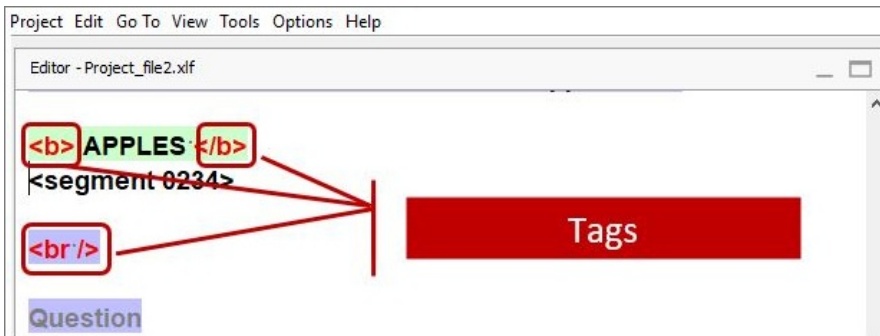 Project Edit Go To View Tools Options Help
Editor - Project_file2.xlf
<b> APPLES </b>
<segment 0234>
Tags
<br />
Question